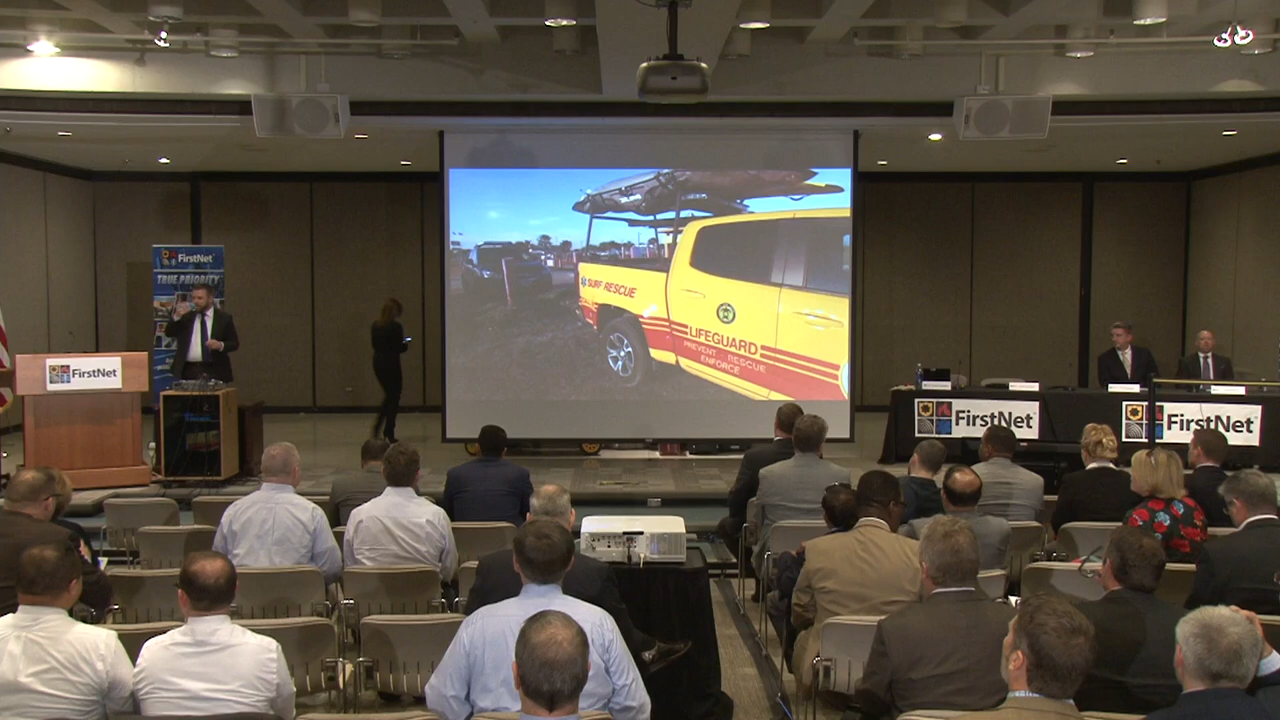 FirstNet
TRUE PRIORITY
FirstNet
SURF RESCUE
LIFEGUARD
PREVENT · RESCUE
ENFORCE
FirstNet
FirstNet